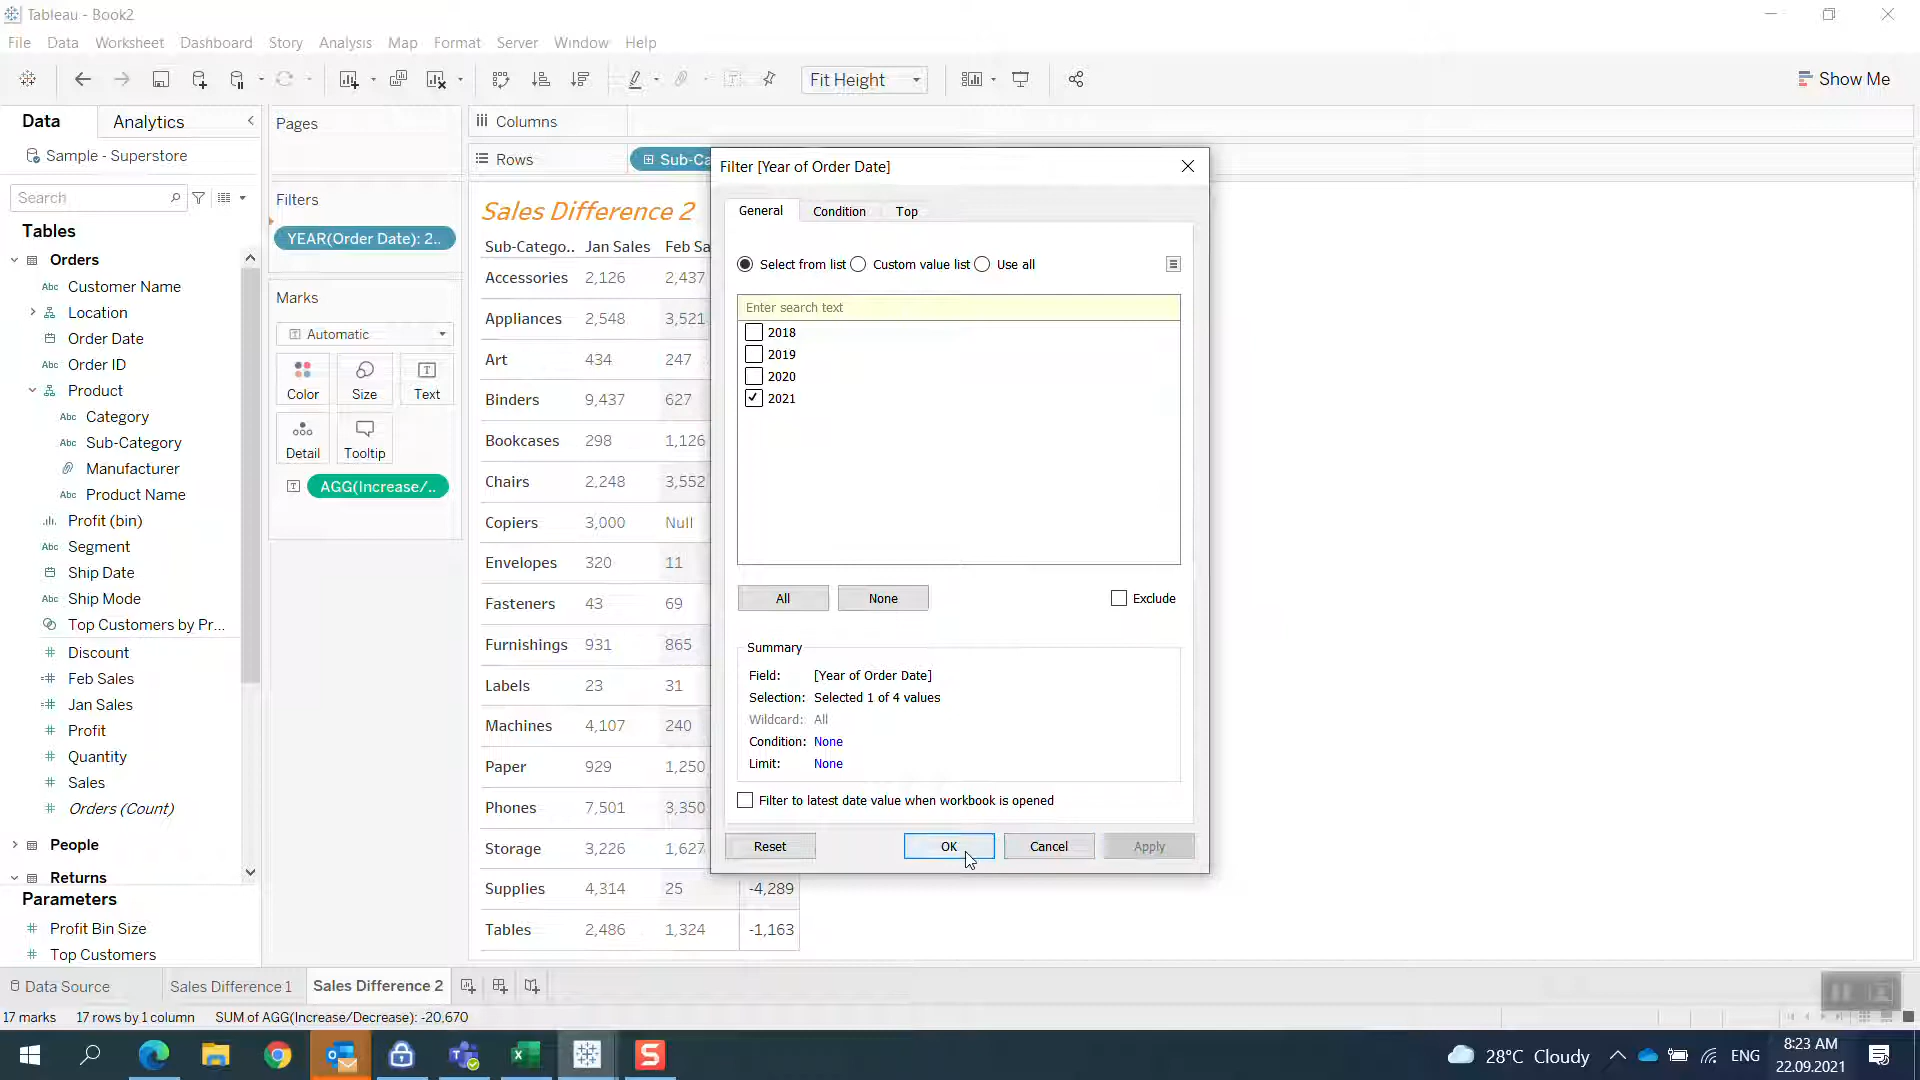 Tableau - Book2
File Data Worksheet Dashboard Story Analysis Map Format Server Window Help
Fit Height
Show Me
Data Analytics
Sample - Superstore
Search
Tables
Orders
Abc Customer Name
Location
Order Date
Abc Order ID
Product
Abc Category
Abc Sub-Category
Manufacturer
Abc Product Name
Profit (bin)
Abc Segment
Ship Date
Abc Ship Mode
Top Customers by Pr...
Discount
Feb Sales
Jan Sales
Profit
Quantity
Sales
Orders (Count)
People
Returns
Parameters
Profit Bin Size
Top Customers
Pages
Filters
YEAR(Order Date): 2..
Marks
Automatic
Color Size Text
Detail Tooltip
AGG(Increase/..
Columns
Rows
Sub-Ca
Sales Difference 2
Sub-Catego.. Jan Sales Feb Sa
Accessories 2,126 2,437
Appliances 2,548 3,521
Art 434 247
Binders 9,437 627
Bookcases 298 1,126
Chairs 2,248 3,552
Copiers 3,000 Null
Envelopes 320 11
Fasteners 43 69
Furnishings 931 865
Labels 23 31
Machines 4,107 240
Paper 929 1,250
Phones 7,501 3,350
Storage 3,226 1,627
Supplies 4,314 25 -4,289
Tables 2,486 1,324 -1,163
Filter [Year of Order Date]
General Condition Top
Select from list Custom value list Use all
Enter search text
2018
2019
2020
2021
All None Exclude
Summary
Field: [Year of Order Date]
Selection: Selected 1 of 4 values
Wildcard: All
Condition: None
Limit: None
Filter to latest date value when workbook is opened
Reset OK Cancel Apply
Data Source Sales Difference 1 Sales Difference 2
17 marks 17 rows by 1 column SUM of AGG(Increase/Decrease): -20,670
28°C Cloudy ENG 8:23 AM
22.09.2021